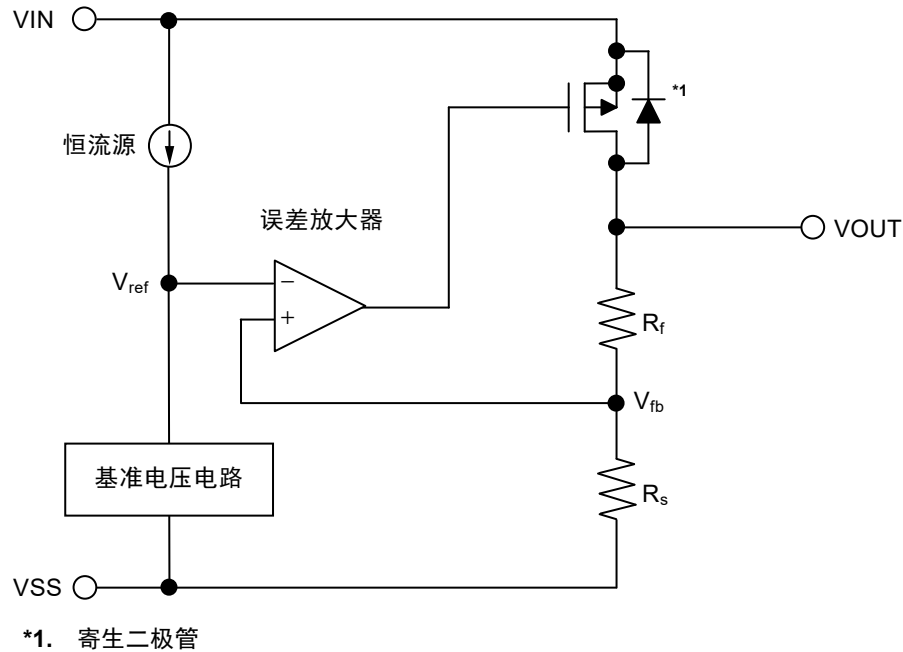 VIN
*1
恒流源
误差放大器
VOUT
Vref
−
+
Rf
Vfb
基准电压电路
Rs
VSS
*1. 寄生二极管